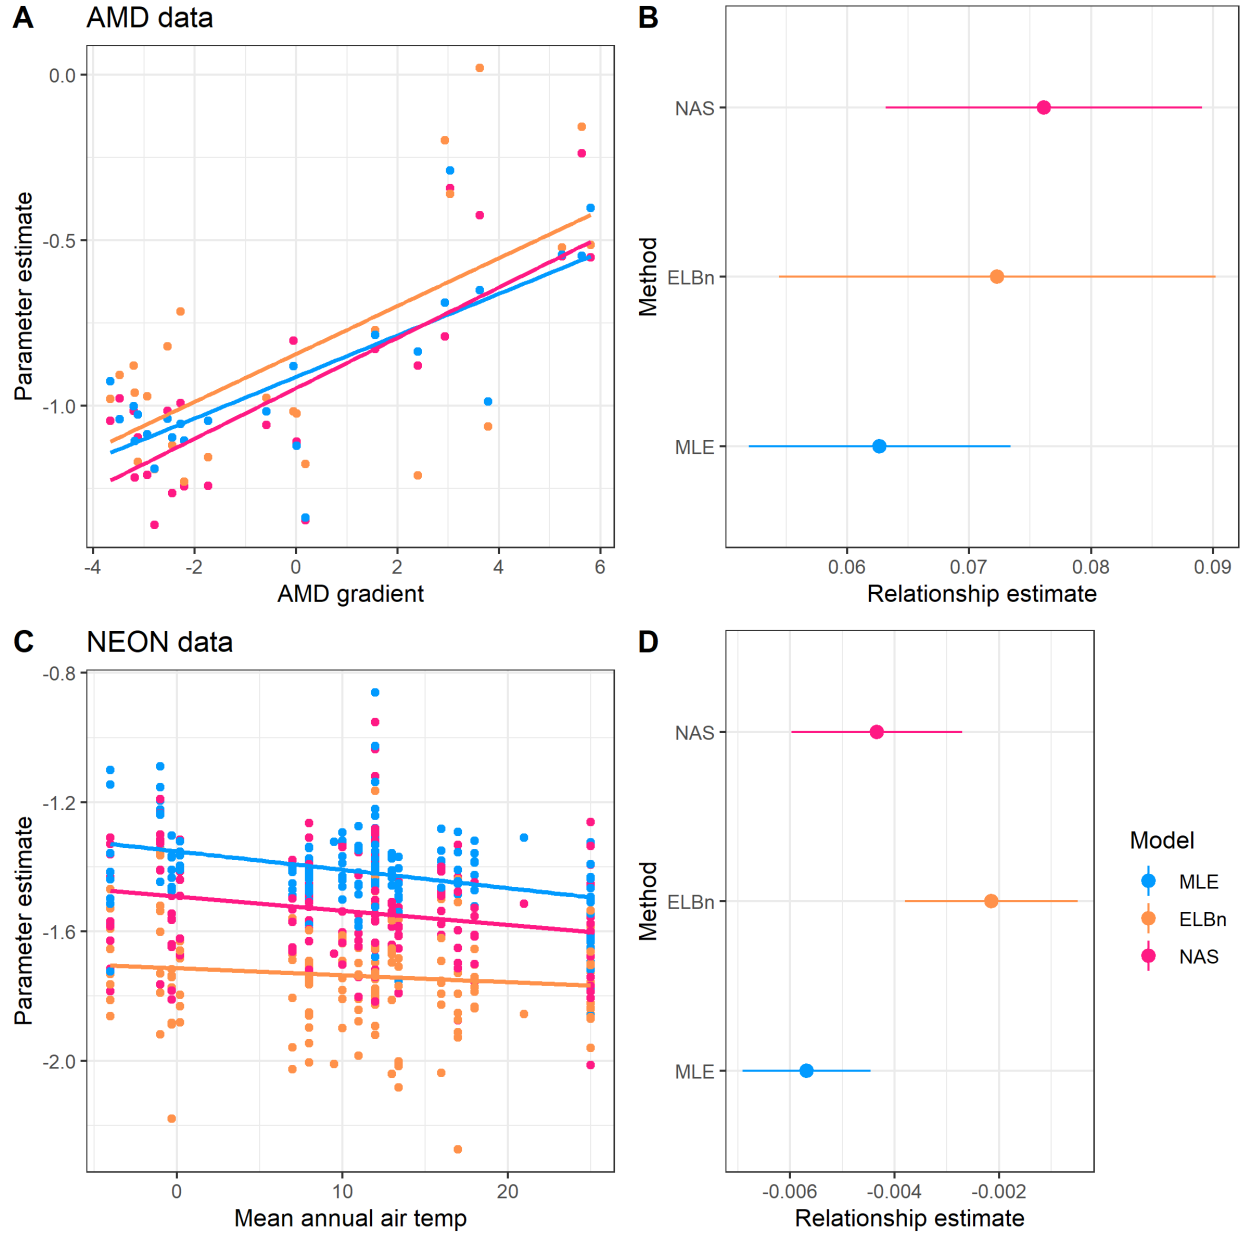 A AMD data
0.0
-0.5
-1.0
Parameter estimate
-4 -2 0 2 4 6
AMD gradient
B
NAS
ELBn
MLE
Method
0.06 0.07 0.08 0.09
Relationship estimate
C NEON data
-0.8
-1.2
-1.6
-2.0
Parameter estimate
0 10 20
Mean annual air temp
D
NAS
ELBn
MLE
Method
-0.006 -0.004 -0.002
Relationship estimate
Model
MLE
ELBn
NAS